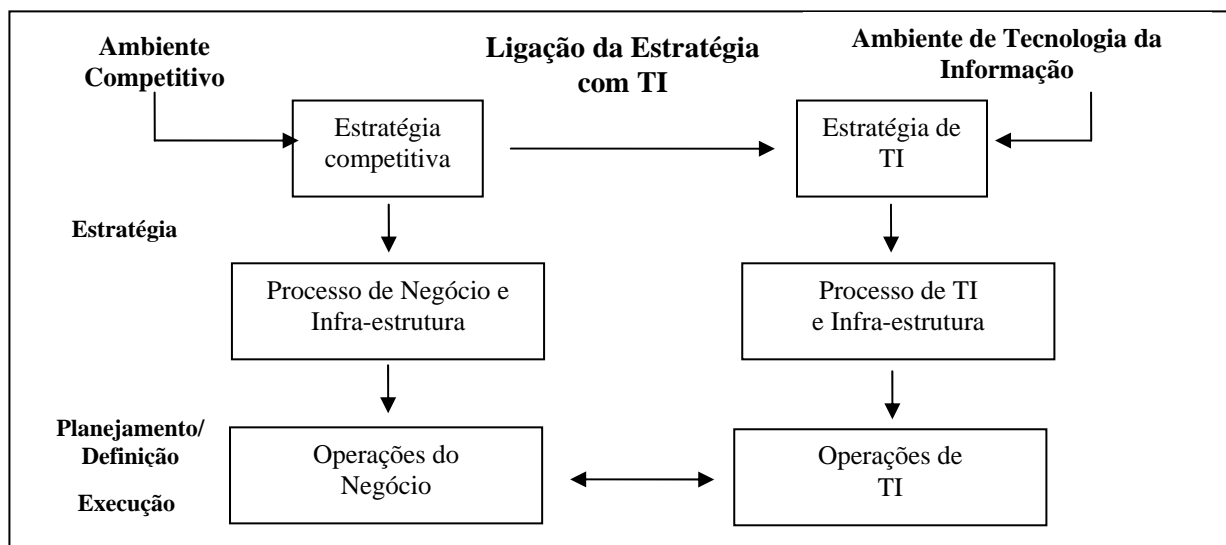 Ambiente
Competitivo
Ligação da Estratégia
com TI
Ambiente de Tecnologia da
Informação
Estratégia
competitiva
Estratégia de
TI
Estratégia
Processo de Negócio e
Infra-estrutura
Processo de TI
e Infra-estrutura
Planejamento/
Definição
Execução
Operações do
Negócio
Operações de
TI